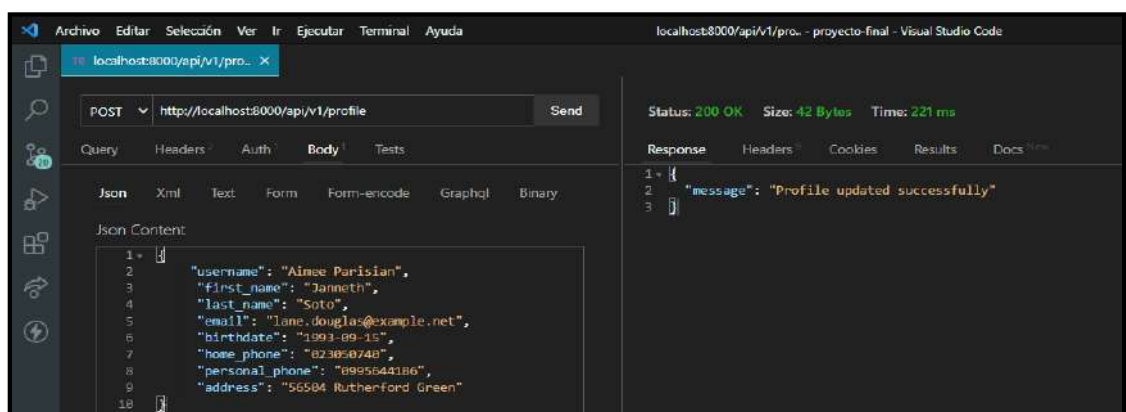 Archivo Editar Selección Ver Ir Ejecutar Terminal Ayuda
localhost:8000/api/v1/pro... - proyecto-final - Visual Studio Code
localhost:8000/api/v1/pro...
POST http://localhost:8000/api/v1/profile Send
Status: 200 OK Size: 42 Bytes Time: 221 ms
Query Headers Auth Body Tests
Response Headers Cookies Results Docs New
Json Xml Text Form Form-encode Graphql Binary
Json Content
1 {
2 "username": "Aimee Parisian",
3 "first_name": "Janneth",
4 "last_name": "Soto",
5 "email": "lane.douglas@example.net",
6 "birthdate": "1993-09-15",
7 "home_phone": "023050740",
8 "personal_phone": "0995644186",
9 "address": "56504 Rutherford Green"
10 }
1 {
2 "message": "Profile updated successfully"
3 }